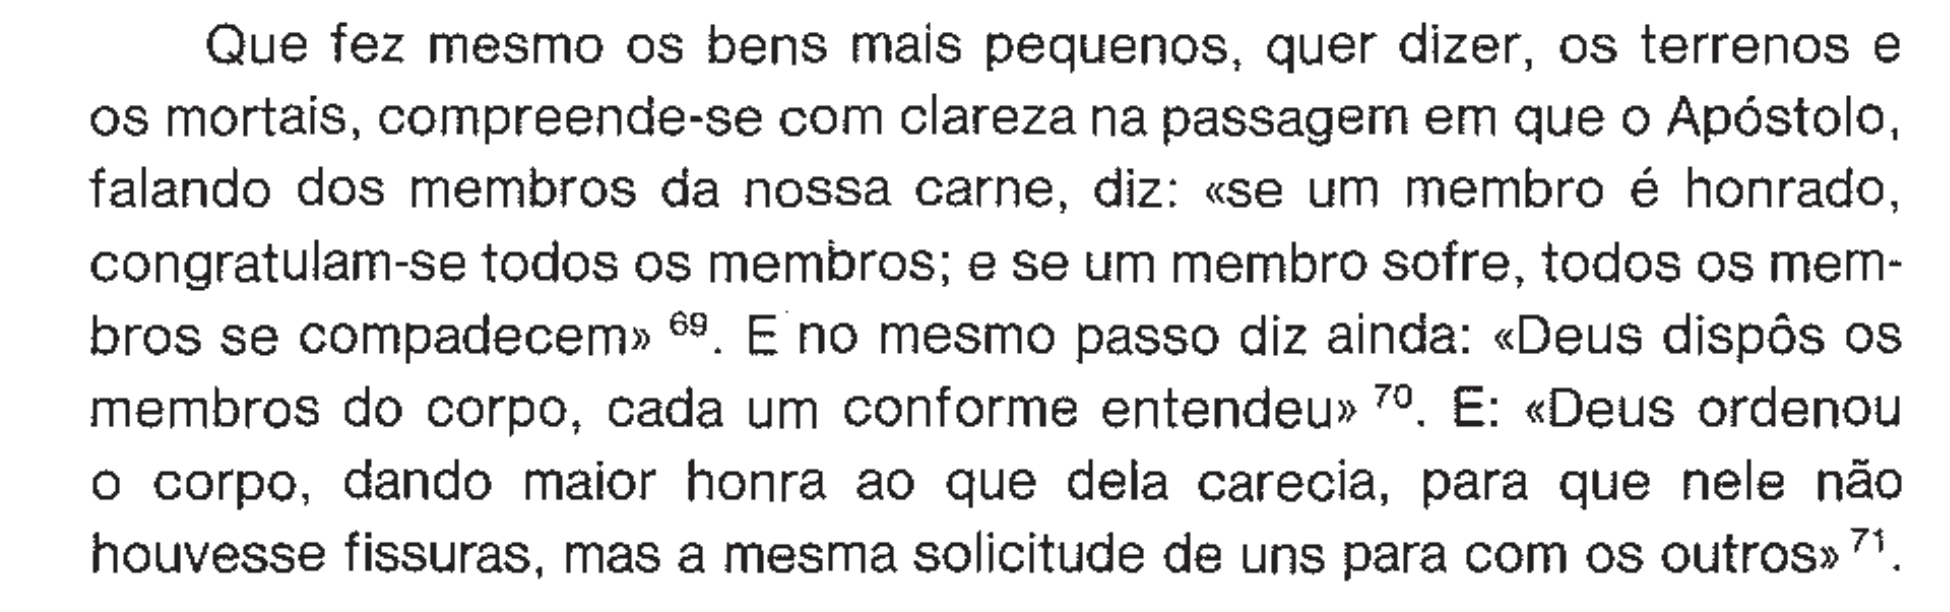 Que fez mesmo os bens mais pequenos, quer dizer, os terrenos e
os mortais, compreende-se com clareza na passagem em que o Apóstolo,
falando dos membros da nossa carne, diz: «se um membro é honrado,
congratulam-se todos os membros; e se um membro sofre, todos os mem-
bros se compadecem» 69. E no mesmo passo diz ainda: «Deus dispôs os
membros do corpo, cada um conforme entendeu» 70. E: «Deus ordenou
o corpo, dando maior honra ao que dela carecia, para que nele não
houvesse fissuras, mas a mesma solicitude de uns para com os outros» 71.